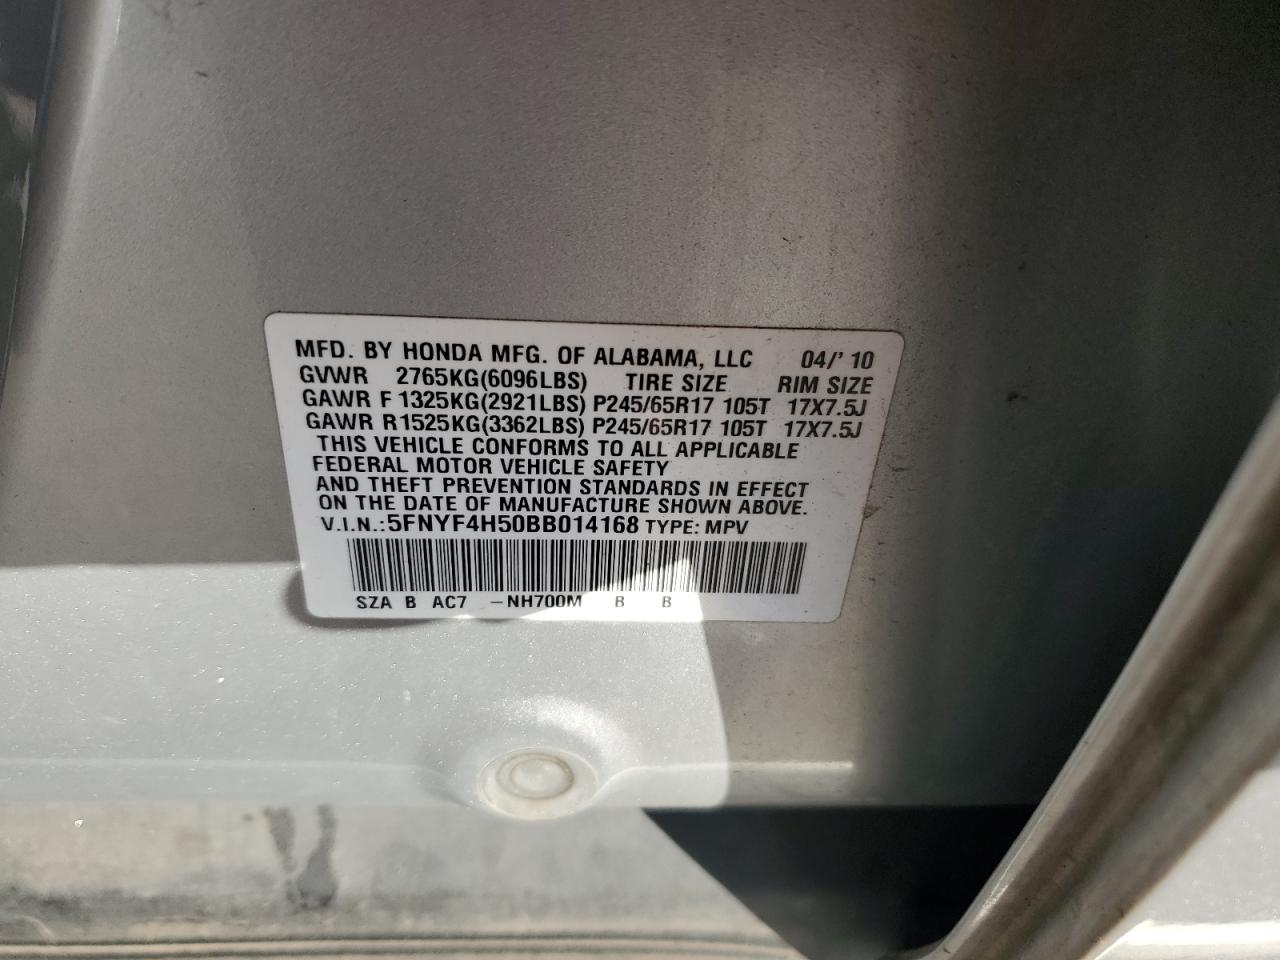 MFD. BY HONDA MFG. OF ALABAMA, LLC 04/' 10
GVWR 2765KG(6096LBS) TIRE SIZE RIM SIZE
GAWR F 1325KG(2921LBS) P245/65R17 105T 17X7.5J
GAWR R 1525KG(3362LBS) P245/65R17 105T 17X7.5J
THIS VEHICLE CONFORMS TO ALL APPLICABLE
FEDERAL MOTOR VEHICLE SAFETY
AND THEFT PREVENTION STANDARDS IN EFFECT
ON THE DATE OF MANUFACTURE SHOWN ABOVE.
V.I.N.:5FNYF4H50BB014168 TYPE: MPV
SZA B AC7 -NH700M B B